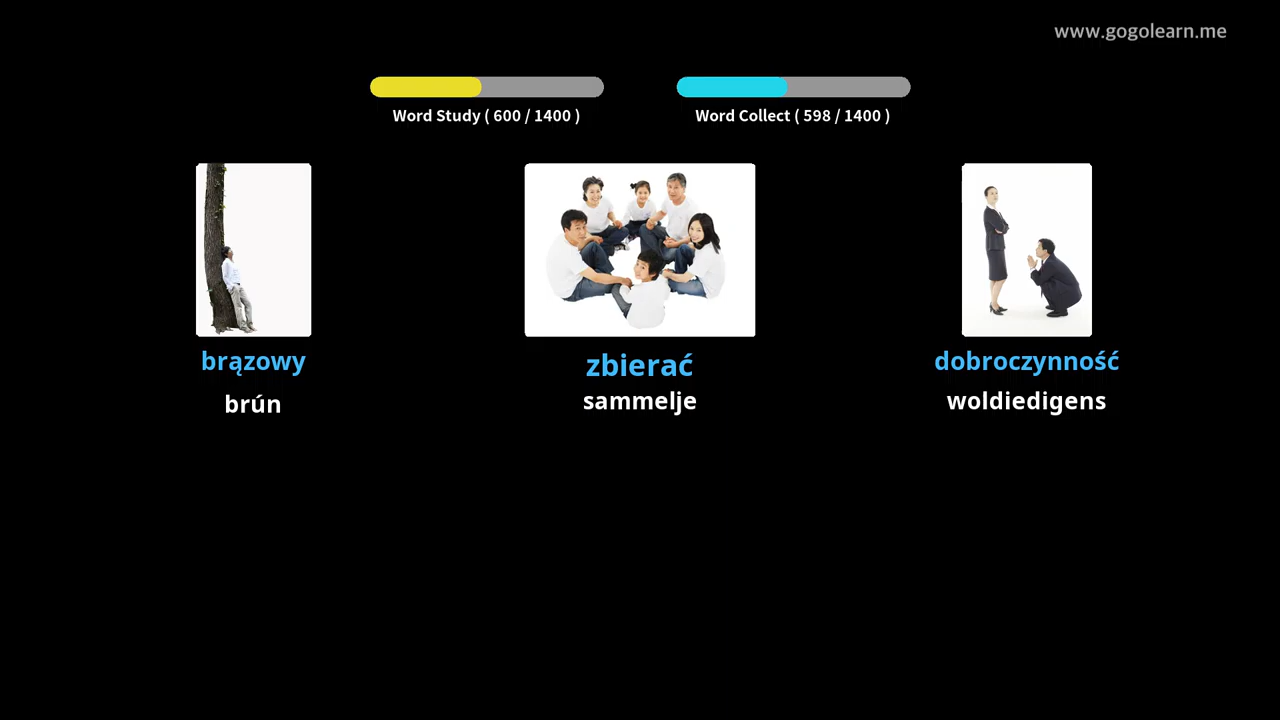 www.gogolearn.me
Word Study ( 600 / 1400 )
Word Collect ( 598 / 1400 )
brązowy
zbierać
dobroczynność
brún
sammelje
woldiedigens